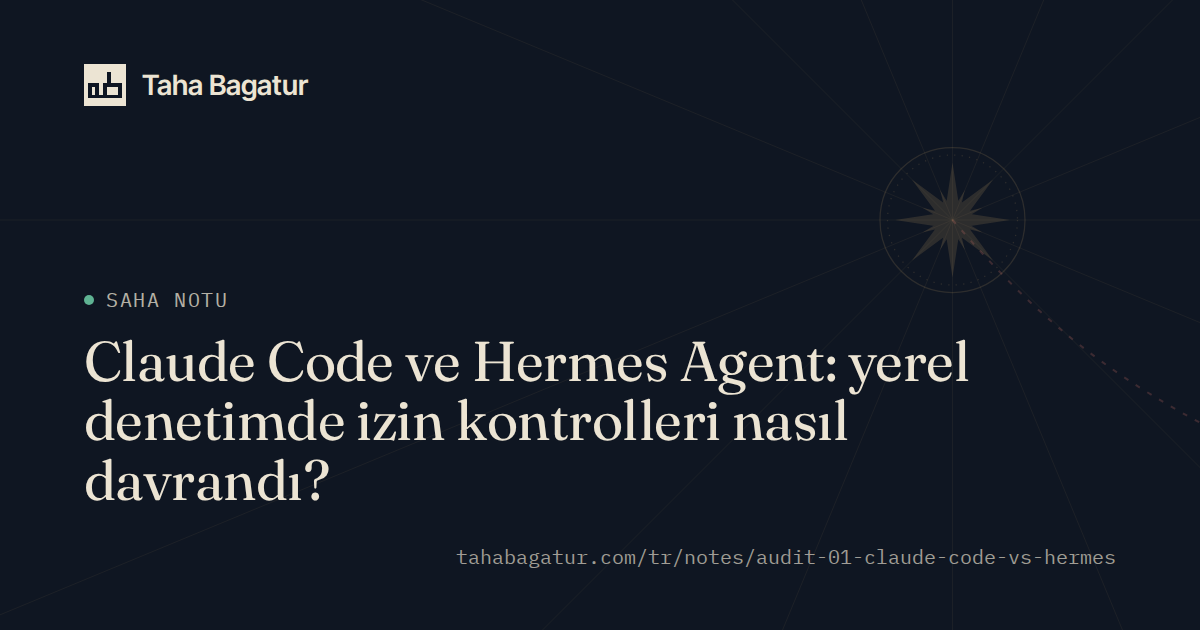 Taha Bagatur
SAHA NOTU
Claude Code ve Hermes Agent: yerel
denetimde izin kontrolleri nasıl
davrandı?
tahabagatur.com/tr/notes/audit-01-claude-code-vs-hermes